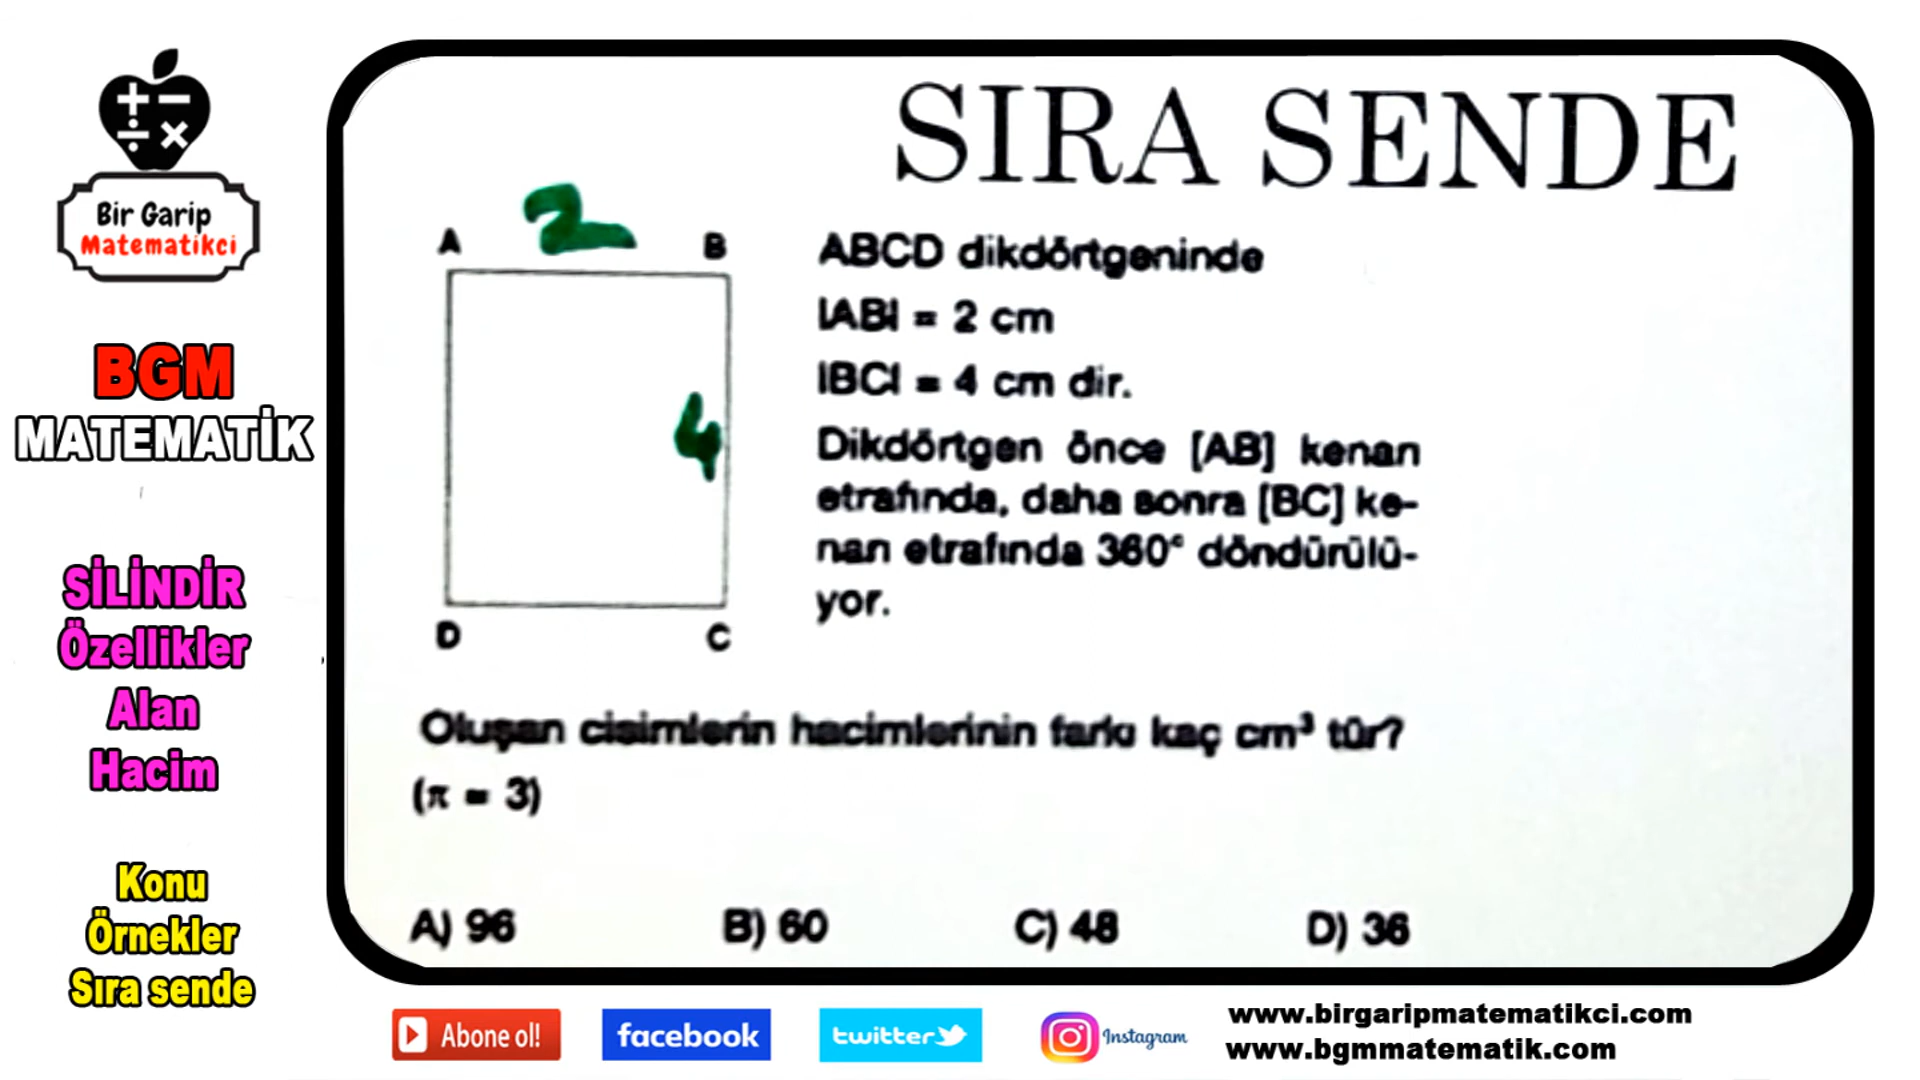 SIRA SENDE
Bir Garip
Matematikci
BGM
MATEMATİK
SİLİNDİR
Özellikler
Alan
Hacim
Konu
Örnekler
Sıra sende
2
A
B
4
D
C
ABCD dikdörtgeninde
|AB| = 2 cm
|BC| = 4 cm dir.
Dikdörtgen önce [AB] kenan
etrafında, daha sonra [BC] ke-
nan etrafında 360° döndürülü-
yor.
Oluşan cisimlerin hacimlerinin farkı kaç cm³ tür?
(π = 3)
A) 96
B) 60
C) 48
D) 36
Abone ol!
facebook
twitter
Instagram
www.birgaripmatematikci.com
www.bgmmatematik.com